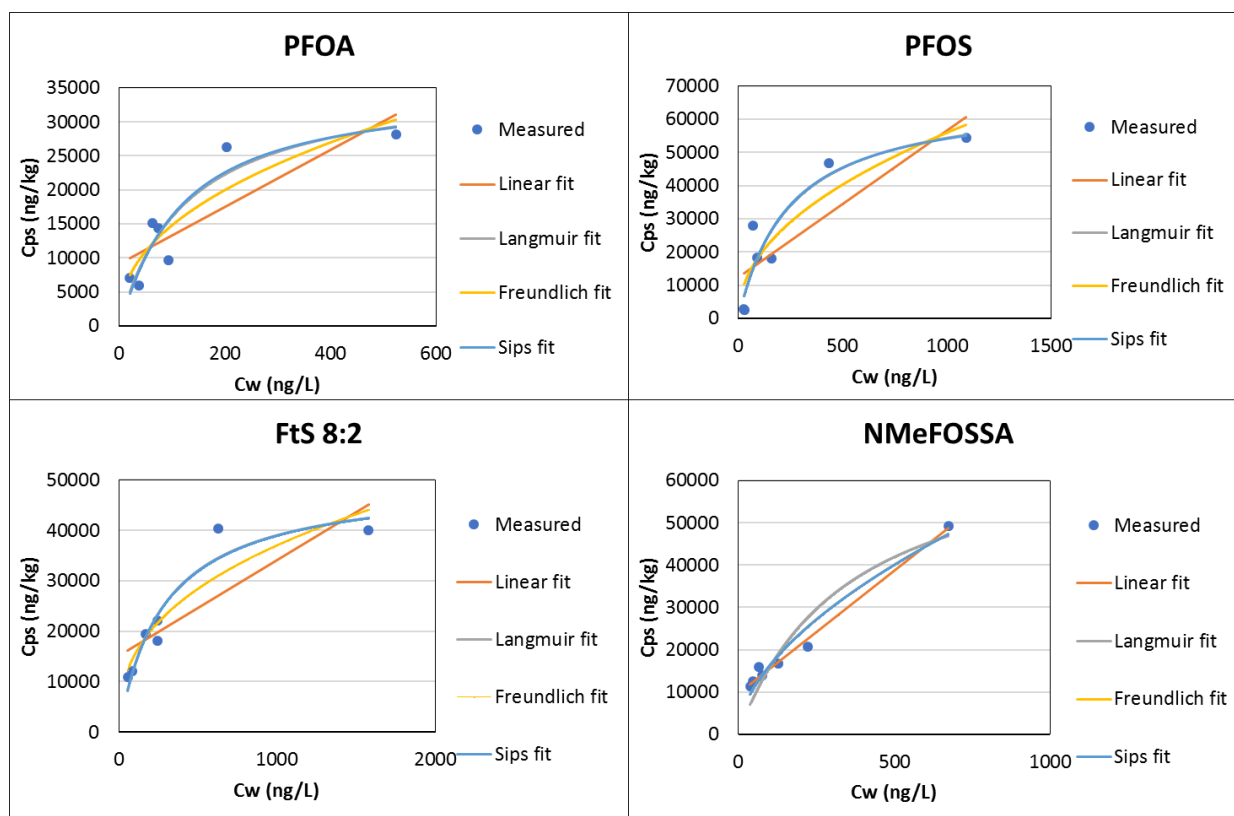 PFOA
35000
30000
25000
20000
15000
10000
5000
0
Cps (ng/kg)
0 200 400 600
Cw (ng/L)
Measured
Linear fit
Langmuir fit
Freundlich fit
Sips fit
PFOS
70000
60000
50000
40000
30000
20000
10000
0
Cps (ng/kg)
0 500 1000 1500
Cw (ng/L)
Measured
Linear fit
Langmuir fit
Freundlich fit
Sips fit
FtS 8:2
50000
40000
30000
20000
10000
0
Cps (ng/kg)
0 1000 2000
Cw (ng/L)
Measured
Linear fit
Langmuir fit
Freundlich fit
Sips fit
NMeFOSSA
60000
50000
40000
30000
20000
10000
0
Cps (ng/kg)
0 500 1000
Cw (ng/L)
Measured
Linear fit
Langmuir fit
Freundlich fit
Sips fit